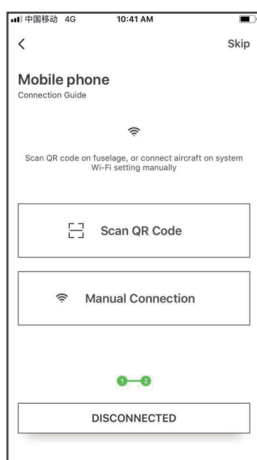 中国移动 4G 10:41 AM
Skip
Mobile phone
Connection Guide
Scan QR code on fuselage, or connect aircraft on system
Wi-Fi setting manually
Scan QR Code
Manual Connection
1 2
DISCONNECTED